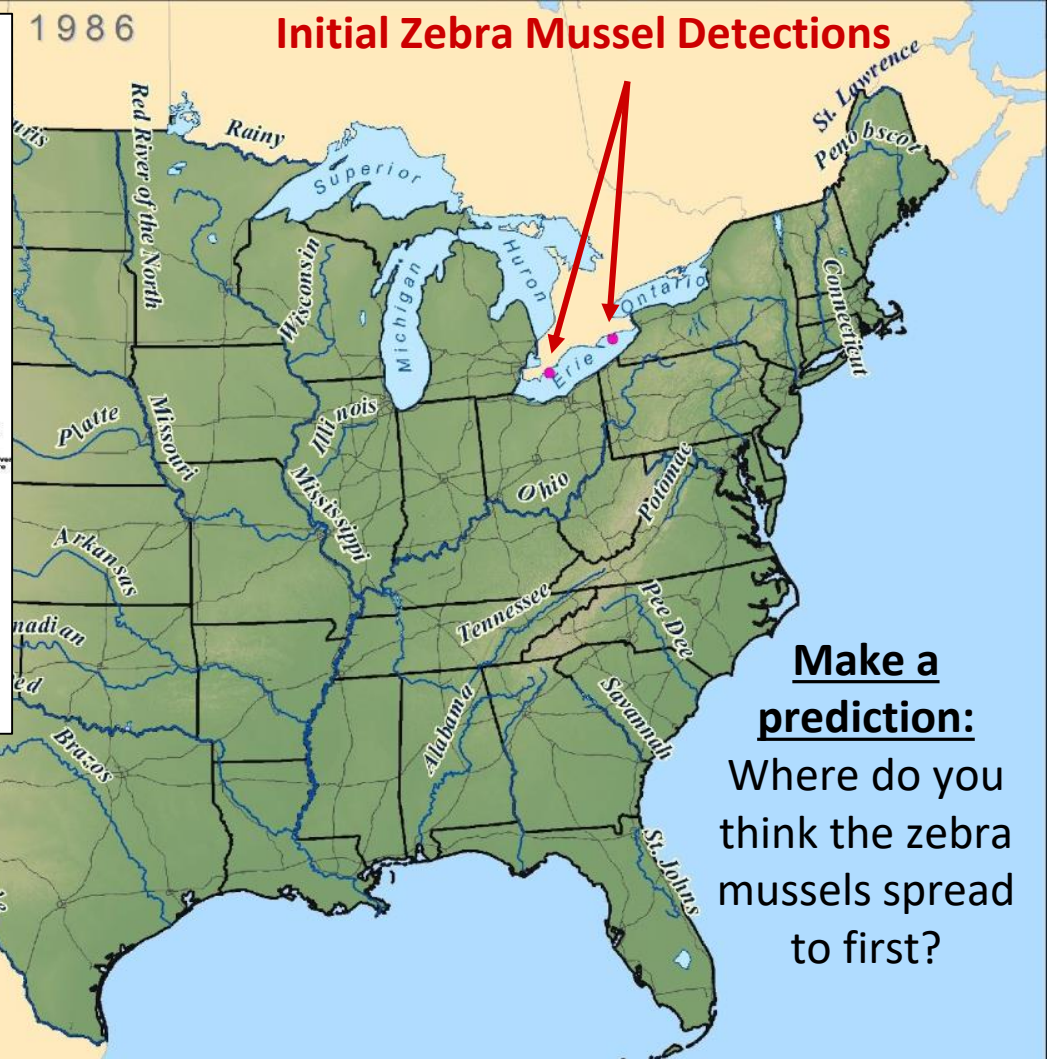 1986
Initial Zebra Mussel Detections
St. Lawrence
Penobscot
Red River of the North
Rainy
Superior
Huron
Ontario
Michigan
Erie
Wisconsin
Connecticut
Platte
Missouri
Illinois
Mississippi
Ohio
Potomac
Arkansas
Tennessee
Pee Dee
Alabama
Savannah
Brazos
St. Johns
Make a
prediction:
Where do you
think the zebra
mussels spread
to first?